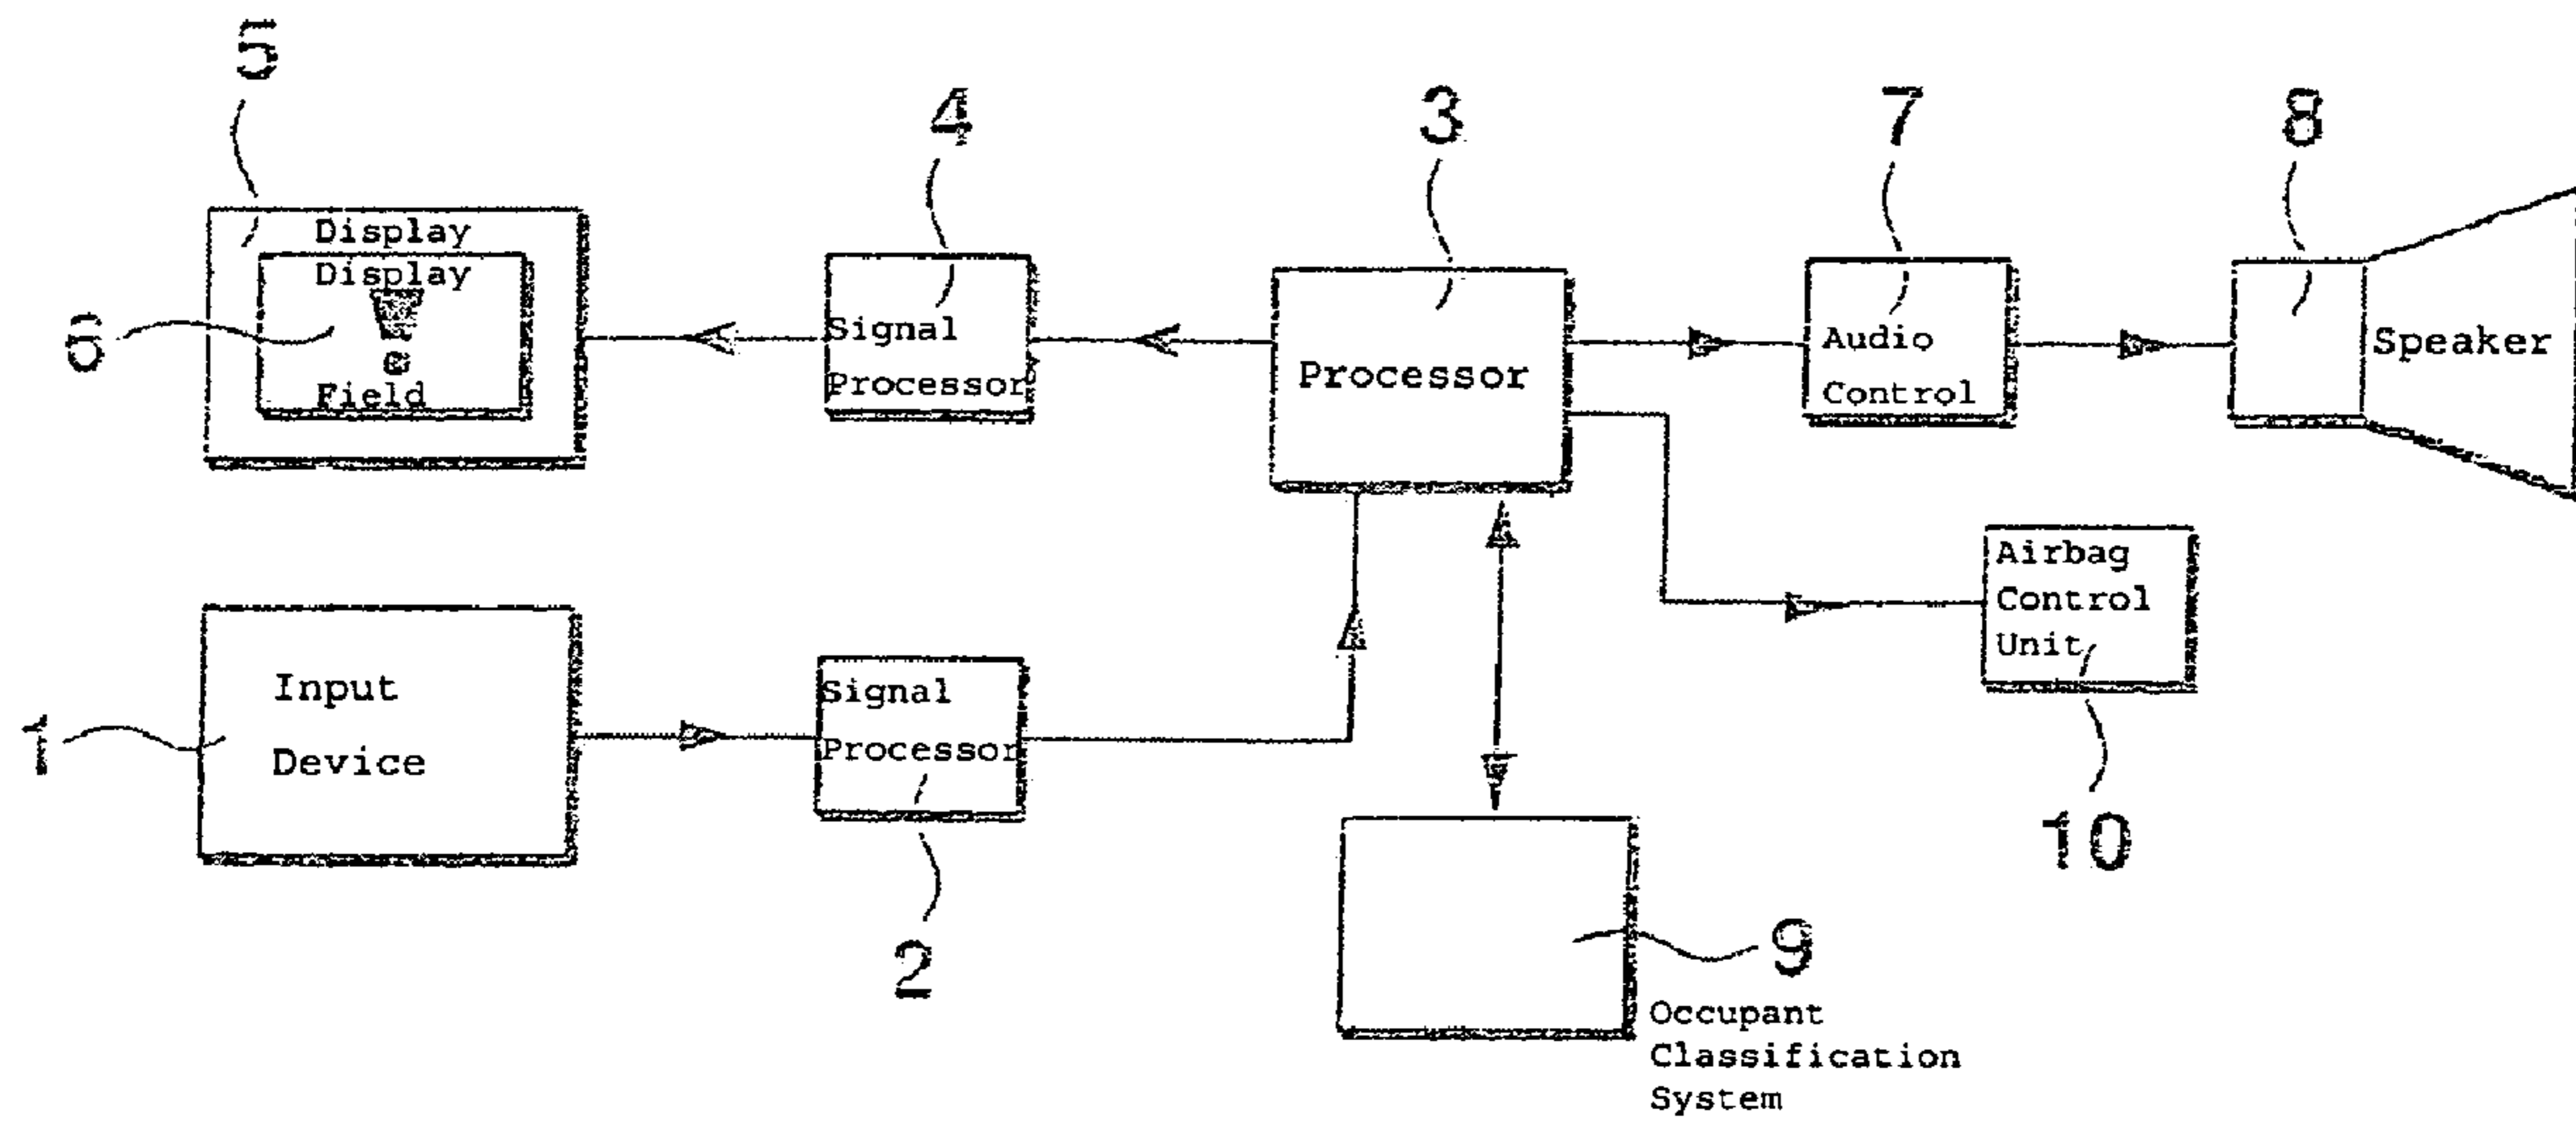 5
4
3
7
8
Display
Display
Field
6
Signal
Processor
Processor
Audio
Control
Speaker
Airbag
Control
Unit
10
Input
Device
1
Signal
Processor
2
9
Occupant
Classification
System